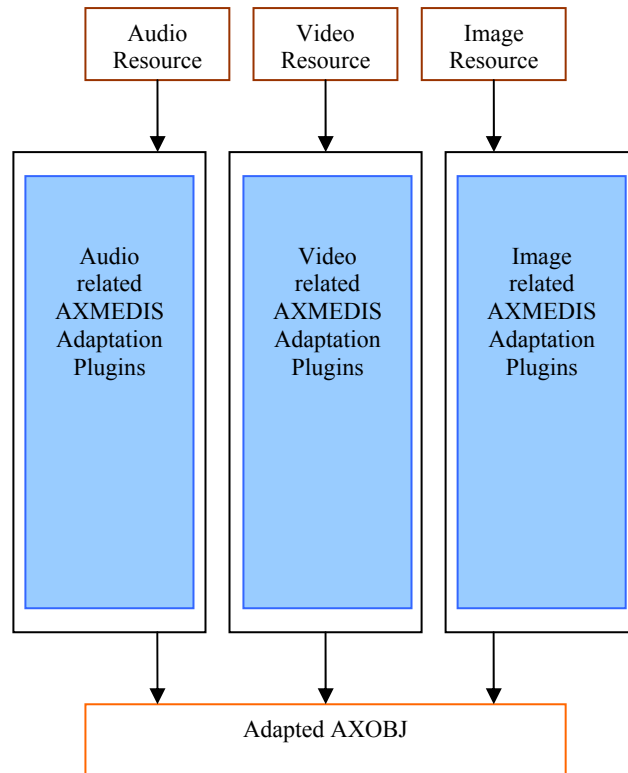 Audio
Resource
Video
Resource
Image
Resource
Audio
related
AXMEDIS
Adaptation
Plugins
Video
related
AXMEDIS
Adaptation
Plugins
Image
related
AXMEDIS
Adaptation
Plugins
Adapted AXOBJ